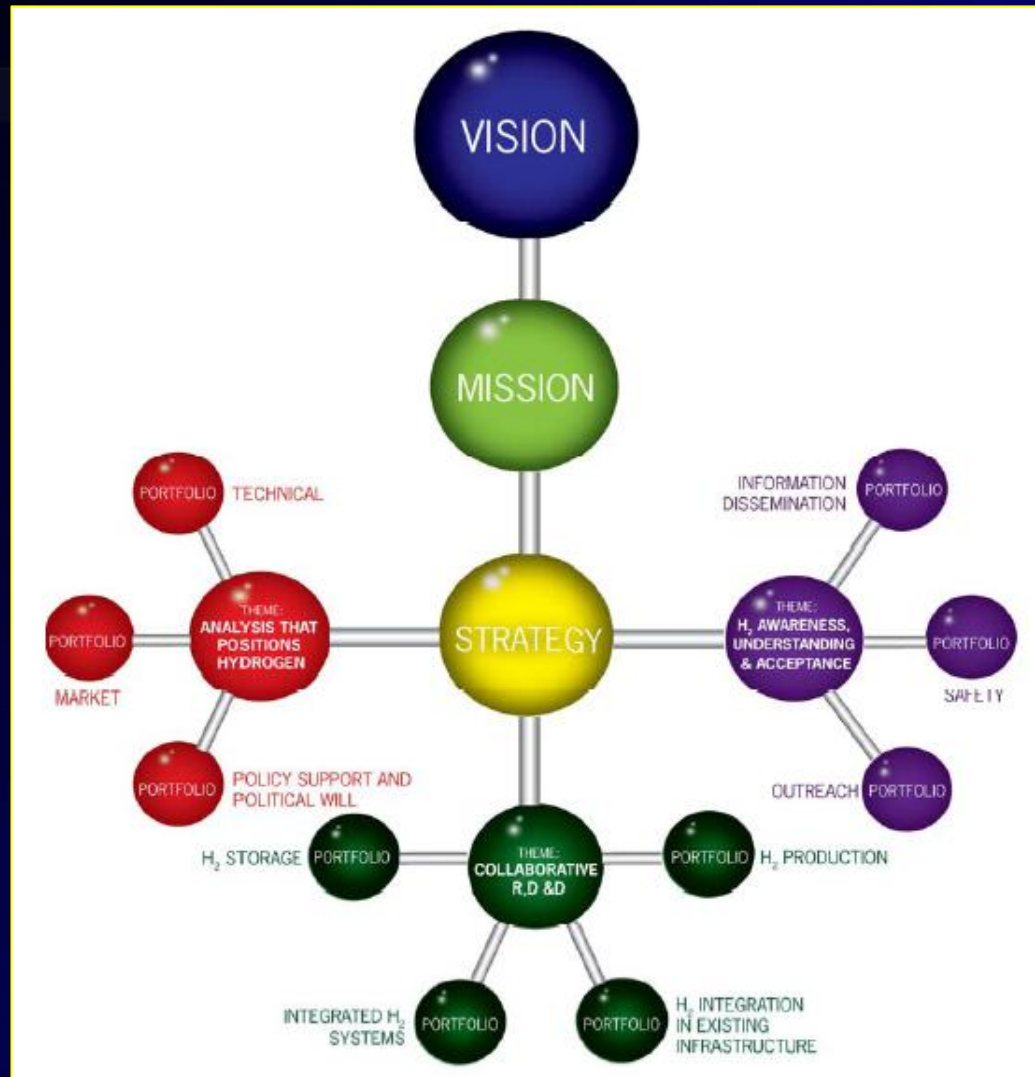 VISION
MISSION
STRATEGY
PORTFOLIO
TECHNICAL
PORTFOLIO
MARKET
THEME:
ANALYSIS THAT
POSITIONS
HYDROGEN
PORTFOLIO
POLICY SUPPORT AND
POLITICAL WILL
INFORMATION
DISSEMINATION
PORTFOLIO
THEME:
H₂ AWARENESS,
UNDERSTANDING
& ACCEPTANCE
PORTFOLIO
SAFETY
OUTREACH
PORTFOLIO
H₂ STORAGE
PORTFOLIO
THEME:
COLLABORATIVE
R,D &D
PORTFOLIO
H₂ PRODUCTION
INTEGRATED H₂
SYSTEMS
PORTFOLIO
PORTFOLIO
H₂ INTEGRATION
IN EXISTING
INFRASTRUCTURE